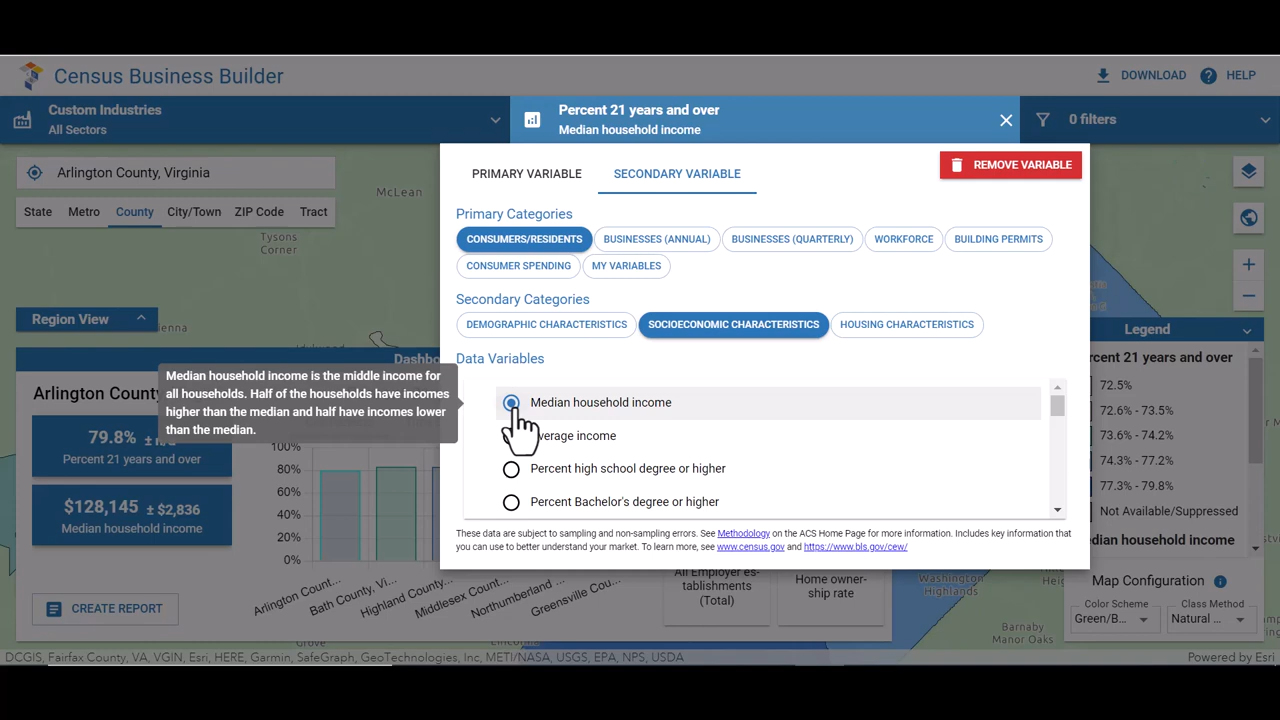 Census Business Builder
DOWNLOAD
HELP
Custom Industries
All Sectors
Percent 21 years and over
Median household income
0 filters
Arlington County, Virginia
State
Metro
County
City/Town
ZIP Code
Tract
McLean
Tysons
Corner
PRIMARY VARIABLE
SECONDARY VARIABLE
REMOVE VARIABLE
Primary Categories
CONSUMERS/RESIDENTS
BUSINESSES (ANNUAL)
BUSINESSES (QUARTERLY)
WORKFORCE
BUILDING PERMITS
CONSUMER SPENDING
MY VARIABLES
Secondary Categories
DEMOGRAPHIC CHARACTERISTICS
SOCIOECONOMIC CHARACTERISTICS
HOUSING CHARACTERISTICS
Data Variables
Median household income
verage income
Percent high school degree or higher
Percent Bachelor's degree or higher
These data are subject to sampling and non-sampling errors. See Methodology on the ACS Home Page for more information. Includes key information that
you can use to better understand your market. To learn more, see www.census.gov and https://www.bls.gov/cew/
Median household income is the middle income for
all households. Half of the households have incomes
higher than the median and half have incomes lower
than the median.
Region View
enna
Dashbo
Arlington Coun
79.8%
Percent 21 years and over
$128,145 ± $2,836
Median household income
CREATE REPORT
100%
80%
60%
40%
20%
0%
Arlington Count...
Bath County, Vi...
Highland County...
Middlesex Count...
Northumberland ...
Greensville Cou...
All Employer es-
tablishments
(Total)
Home owner-
ship rate
Legend
rcent 21 years and over
72.5%
72.6% - 73.5%
73.6% - 74.2%
74.3% - 77.2%
77.3% - 79.8%
Not Available/Suppressed
edian household income
Map Configuration
Color Scheme
Green/B...
Class Method
Natural ...
Washington
Highlands
Barnaby
Manor Oaks
Grove
DCGIS, Fairfax County, VA, VGIN, Esri, HERE, Garmin, SafeGraph, GeoTechnologies, Inc, METI/NASA, USGS, EPA, NPS, USDA
Powered by Esri